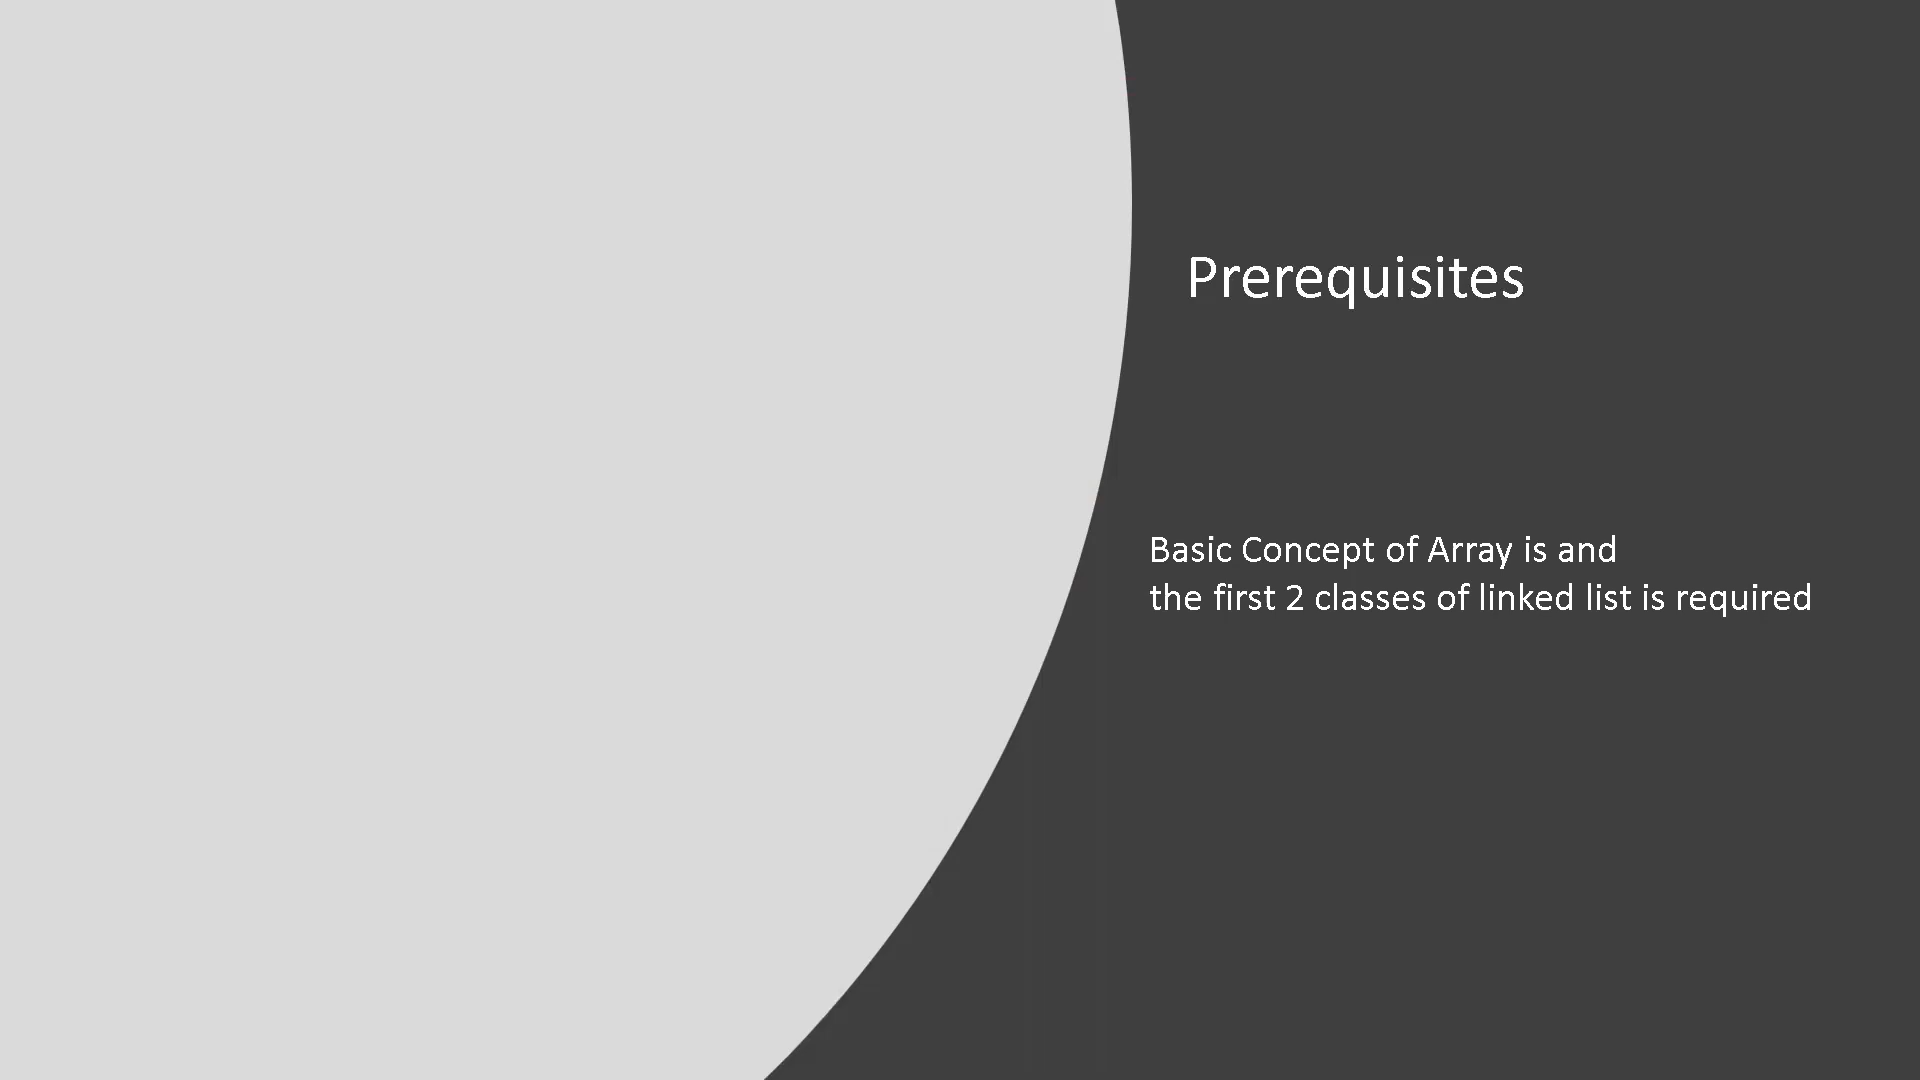 Prerequisites
Basic Concept of Array is and
the first 2 classes of linked list is required